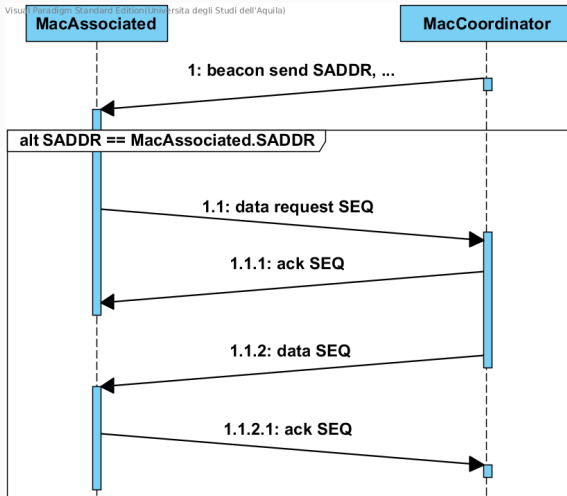 Visual Paradigm Standard Edition(Universita degli Studi dell'Aquila)
MacAssociated
MacCoordinator
1: beacon send SADDR, ...
alt SADDR == MacAssociated.SADDR
1.1: data request SEQ
1.1.1: ack SEQ
1.1.2: data SEQ
1.1.2.1: ack SEQ